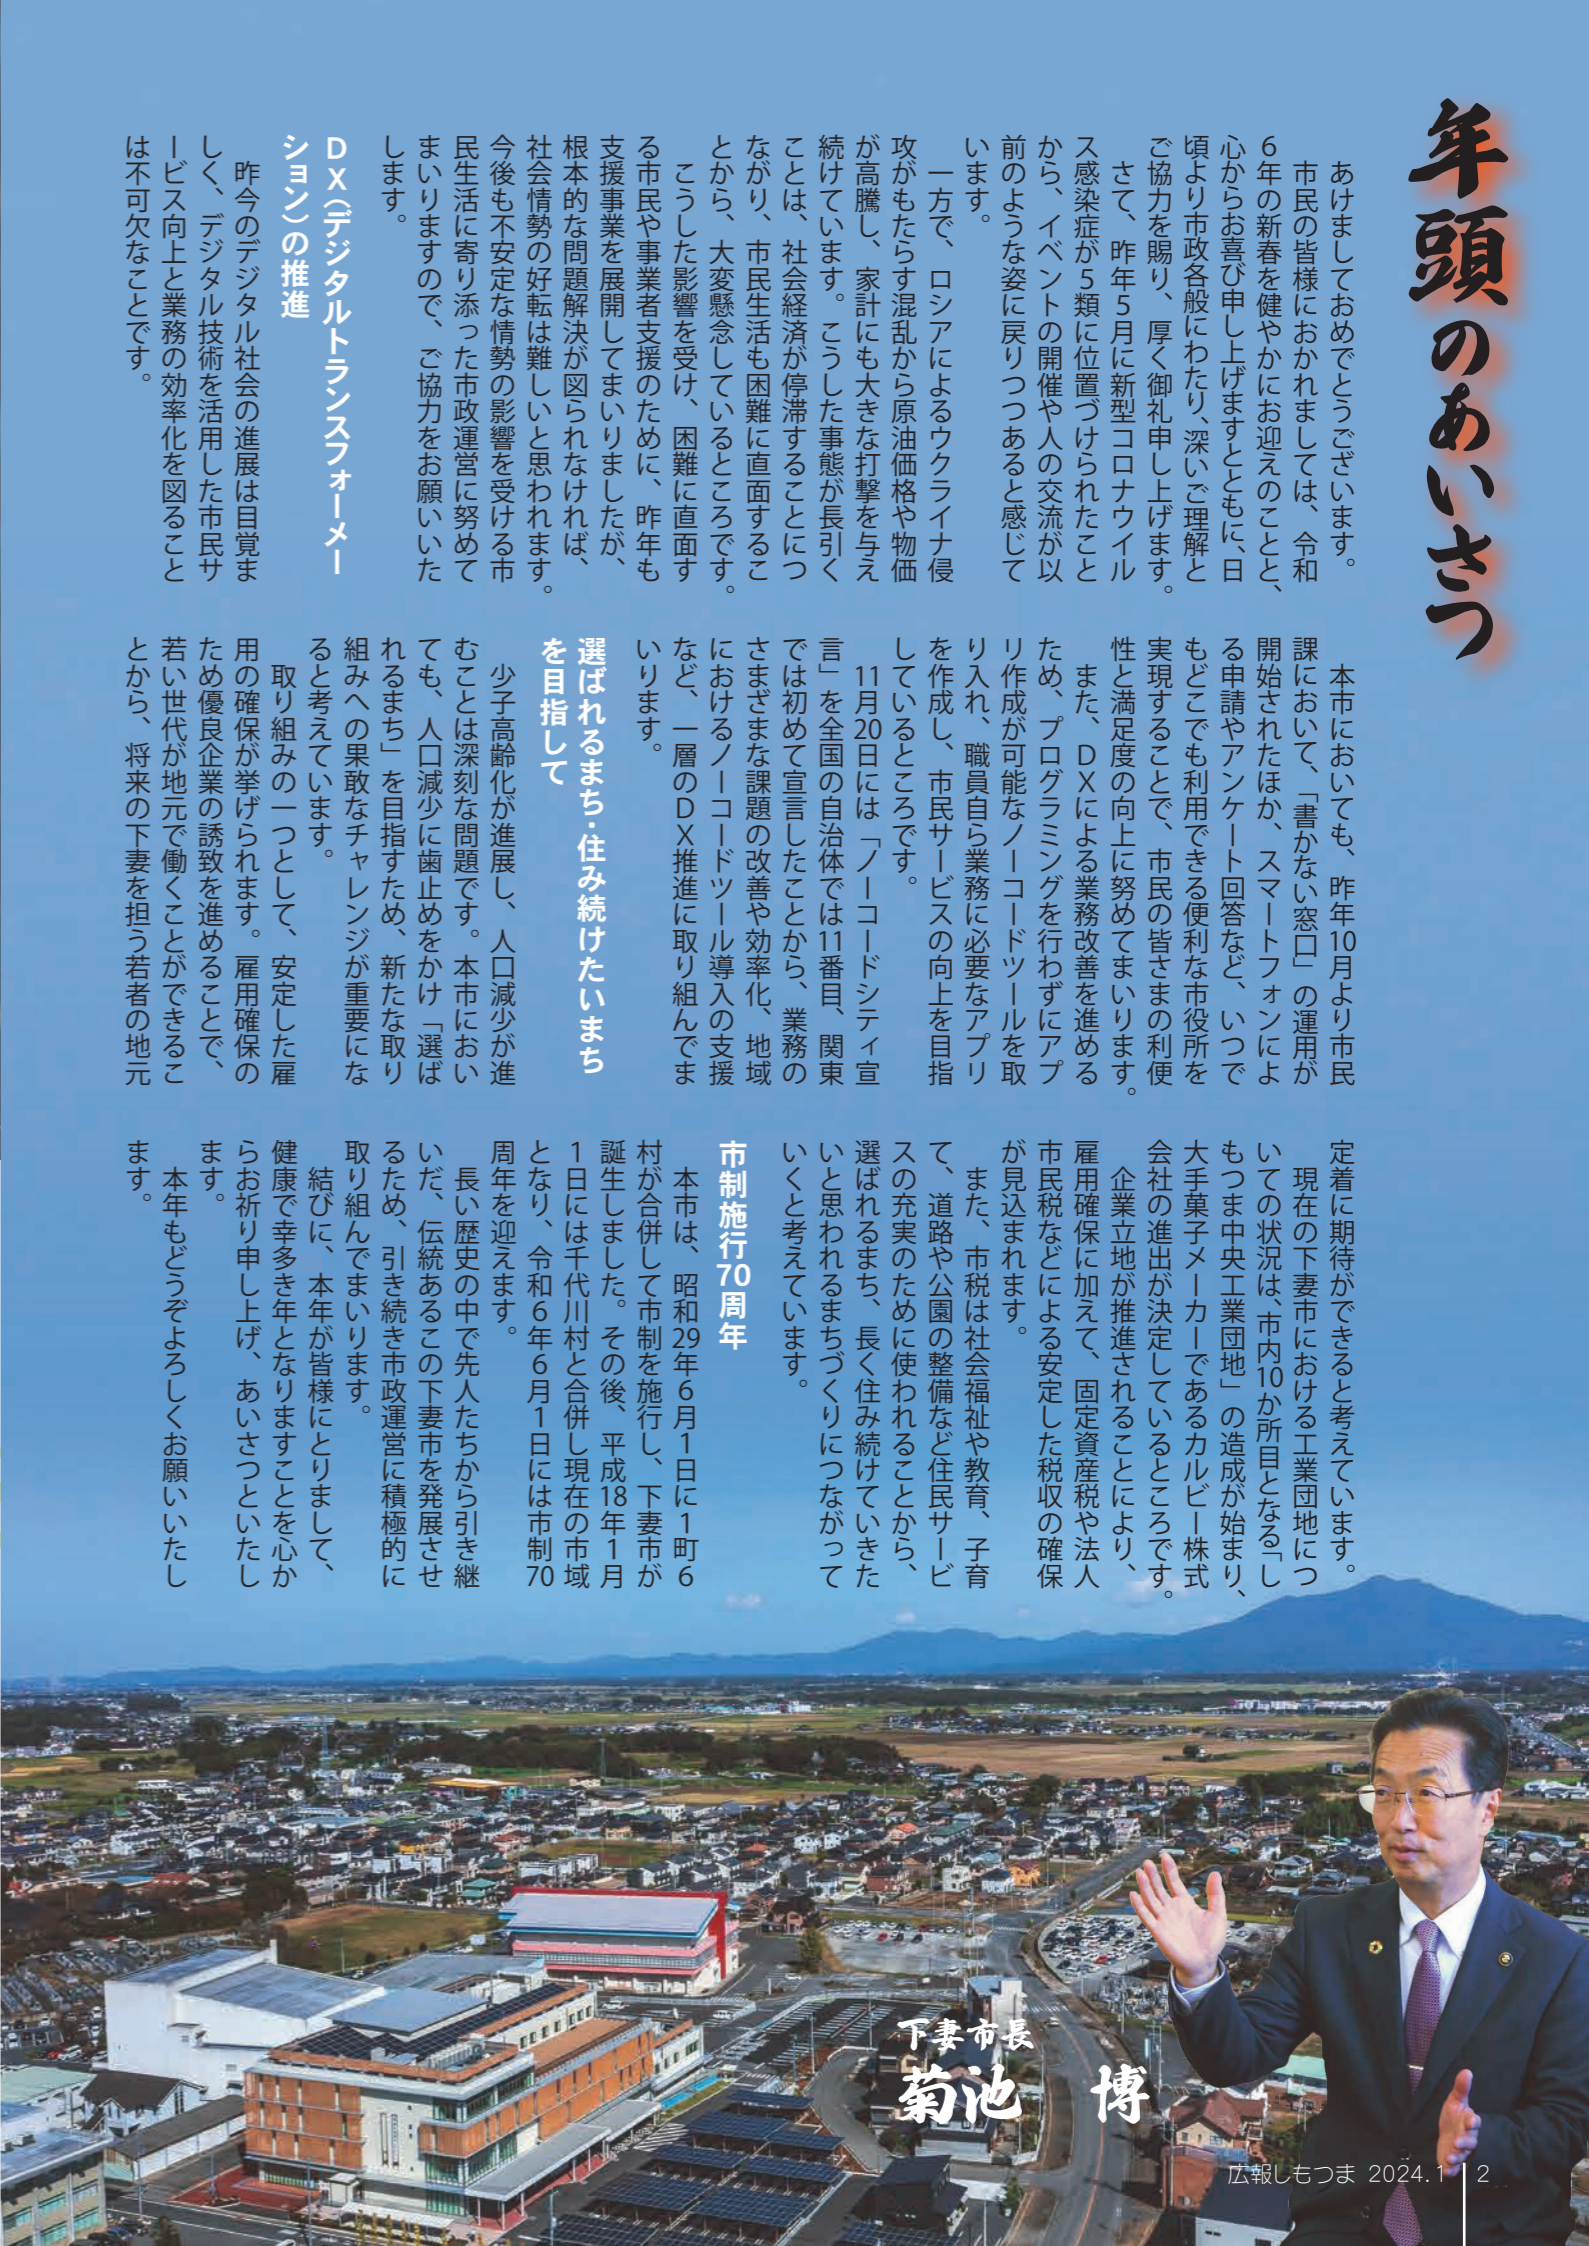 年頭のあいさつ
あけましておめでとうございます。
市民の皆様におかれましては、令和
6年の新春を健やかにお迎えのことと、
心からお喜び申し上げますとともに、日
頃より市政各般にわたり、深いご理解と
ご協力を賜り、厚く御礼申し上げます。
さて、昨年5月に新型コロナウイル
ス感染症が5類に位置づけられたこと
から、イベントの開催や人の交流が以
前のような姿に戻りつつあると感じて
います。
一方で、ロシアによるウクライナ侵
攻がもたらす混乱から原油価格や物価
が高騰し、家計にも大きな打撃を与え
続けています。こうした事態が長引く
ことは、社会経済が停滞することにつ
ながり、市民生活も困難に直面するこ
とから、大変懸念しているところです。
こうした影響を受け、困難に直面す
る市民や事業者支援のために、昨年も
支援事業を展開してまいりましたが、
根本的な問題解決が図られなければ、
社会情勢の好転は難しいと思われます。
今後も不安定な情勢の影響を受ける市
民生活に寄り添った市政運営に努めて
まいりますので、ご協力をお願いいた
します。
DX(デジタルトランスフォーメー
ション)の推進
昨今のデジタル社会の進展は目覚ま
しく、デジタル技術を活用した市民サ
ービス向上と業務の効率化を図ること
は不可欠なことです。
本市においても、昨年10月より市民
課において、「書かない窓口」の運用が
開始されたほか、スマートフォンによ
る申請やアンケート回答など、いつで
もどこでも利用できる便利な市役所を
実現することで、市民の皆さまの利便
性と満足度の向上に努めてまいります。
また、DXによる業務改善を進める
ため、プログラミングを行わずにアプ
リ作成が可能なノーコードツールを取
り入れ、職員自ら業務に必要なアプリ
を作成し、市民サービスの向上を目指
しているところです。
11月20日には「ノーコードシティ宣
言」を全国の自治体では11番目、関東
では初めて宣言したことから、業務の
さまざまな課題の改善や効率化、地域
におけるノーコードツール導入の支援
など、一層のDX推進に取り組んでま
いります。
選ばれるまち・住み続けたいまち
を目指して
少子高齢化が進展し、人口減少が進
むことは深刻な問題です。本市におい
ても、人口減少に歯止めをかけ「選ば
れるまち」を目指すため、新たな取り
組みへの果敢なチャレンジが重要にな
ると考えています。
取り組みの一つとして、安定した雇
用の確保が挙げられます。雇用確保の
ため優良企業の誘致を進めることで、
若い世代が地元で働くことができるこ
とから、将来の下妻を担う若者の地元
定着に期待ができると考えています。
現在の下妻市における工業団地につ
いての状況は、市内10か所目となる「し
もつま中央工業団地」の造成が始まり、
大手菓子メーカーであるカルビー株式
会社の進出が決定しているところです。
企業立地が推進されることにより、
雇用確保に加えて、固定資産税や法人
市民税などによる安定した税収の確保
が見込まれます。
また、市税は社会福祉や教育、子育
て、道路や公園の整備など住民サービ
スの充実のために使われることから、
選ばれるまち、長く住み続けていきた
いと思われるまちづくりにつながって
いくと考えています。
市制施行70周年
本市は、昭和29年6月1日に1町6
村が合併して市制を施行し、下妻市が
誕生しました。その後、平成18年1月
1日には千代川村と合併し現在の市域
となり、令和6年6月1日には市制70
周年を迎えます。
長い歴史の中で先人たちから引き継
いだ、伝統あるこの下妻市を発展させ
るため、引き続き市政運営に積極的に
取り組んでまいります。
結びに、本年が皆様にとりまして、
健康で幸多き年となりますことを心か
らお祈り申し上げ、あいさつといたし
ます。
本年もどうぞよろしくお願いいたし
ます。
下妻市長
菊池 博
広報しもつま 2024.1 2